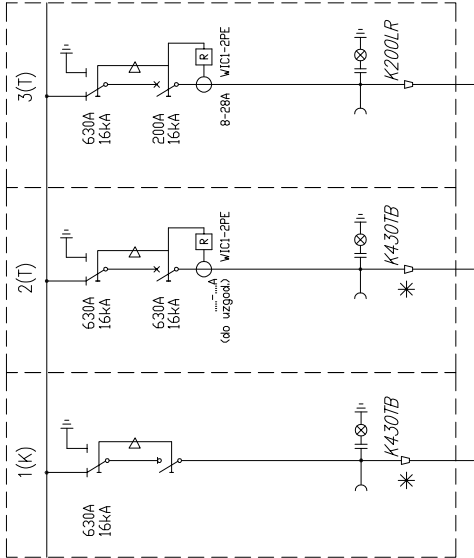 1(K)
630A
16kA
K430TB
2(T)
630A
16kA
630A
16kA
R
WIC1-2PE
......-......A
(do uzgod.)
K430TB
3(T)
630A
16kA
200A
16kA
R
WIC1-2PE
8-28A
K200LR